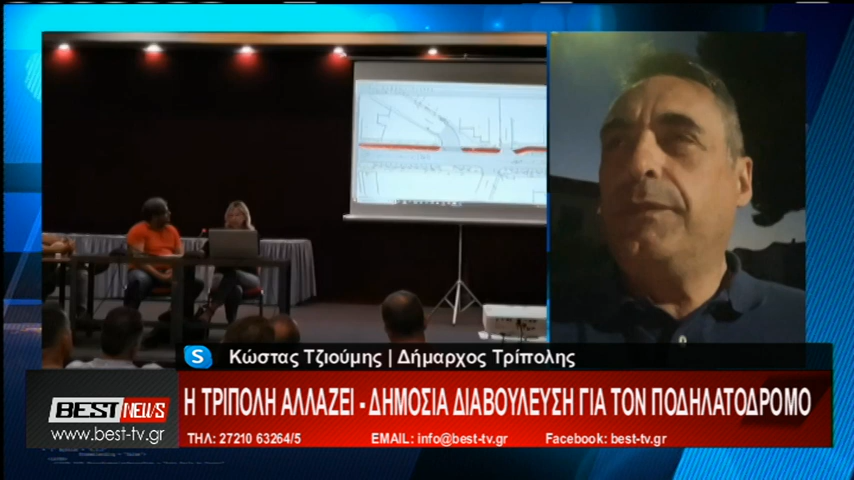 S Κώστας Τζιούμης | Δήμαρχος Τρίπολης
BEST NEWS
www.best-tv.gr
Η ΤΡΙΠΟΛΗ ΑΛΛΑΖΕΙ - ΔΗΜΟΣΙΑ ΔΙΑΒΟΥΛΕΥΣΗ ΓΙΑ ΤΟΝ ΠΟΔΗΛΑΤΟΔΡΟΜΟ
ΤΗΛ: 27210 63264/5 EMAIL: info@best-tv.gr Facebook: best-tv.gr